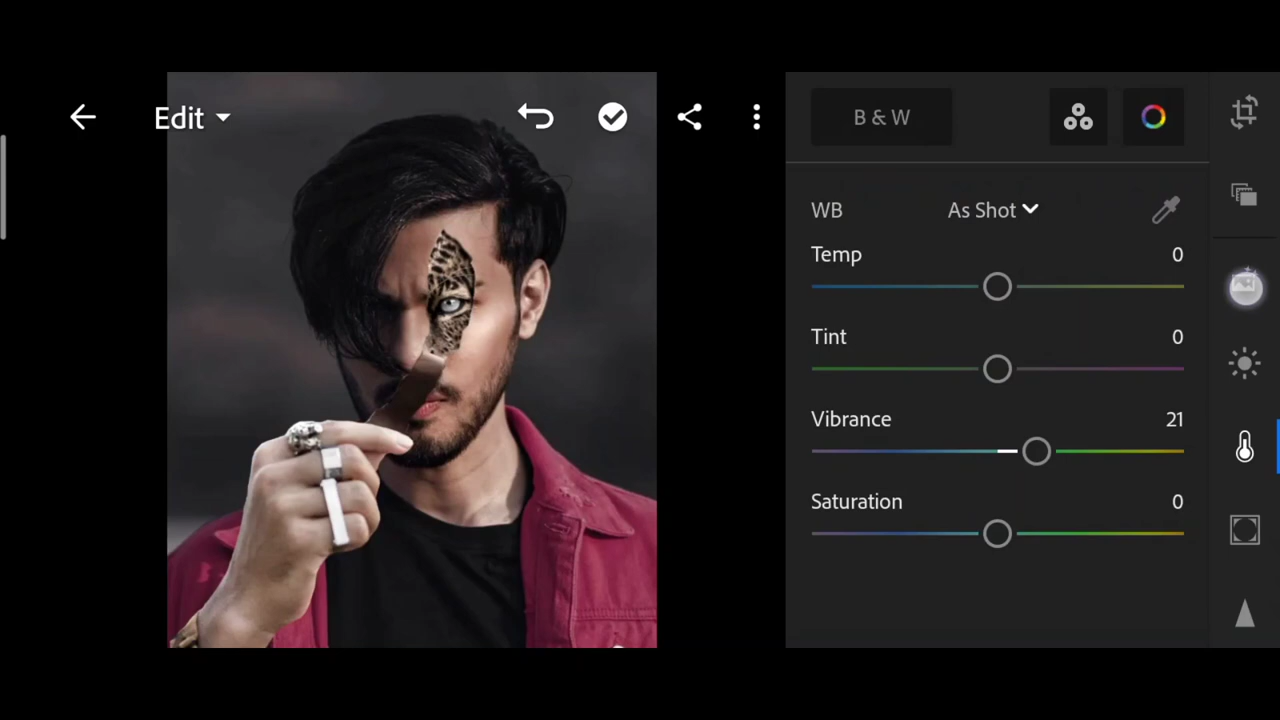 Edit
B & W
WB As Shot
Temp 0
Tint 0
Vibrance 21
Saturation 0